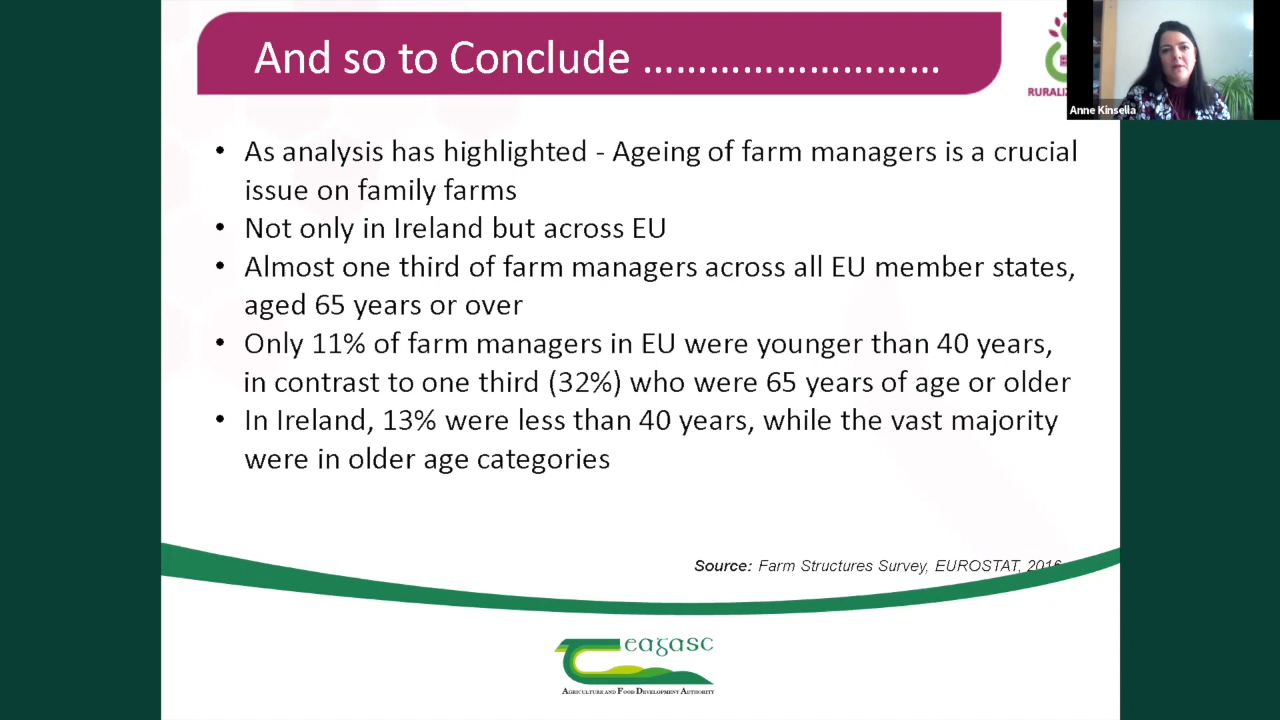 And so to Conclude ...........................
RURALIZ
Anne Kinsella
• As analysis has highlighted - Ageing of farm managers is a crucial
issue on family farms
• Not only in Ireland but across EU
• Almost one third of farm managers across all EU member states,
aged 65 years or over
• Only 11% of farm managers in EU were younger than 40 years,
in contrast to one third (32%) who were 65 years of age or older
• In Ireland, 13% were less than 40 years, while the vast majority
were in older age categories
Source: Farm Structures Survey, EUROSTAT, 2016
eagasc
AGRICULTURE AND FOOD DEVELOPMENT AUTHORITY